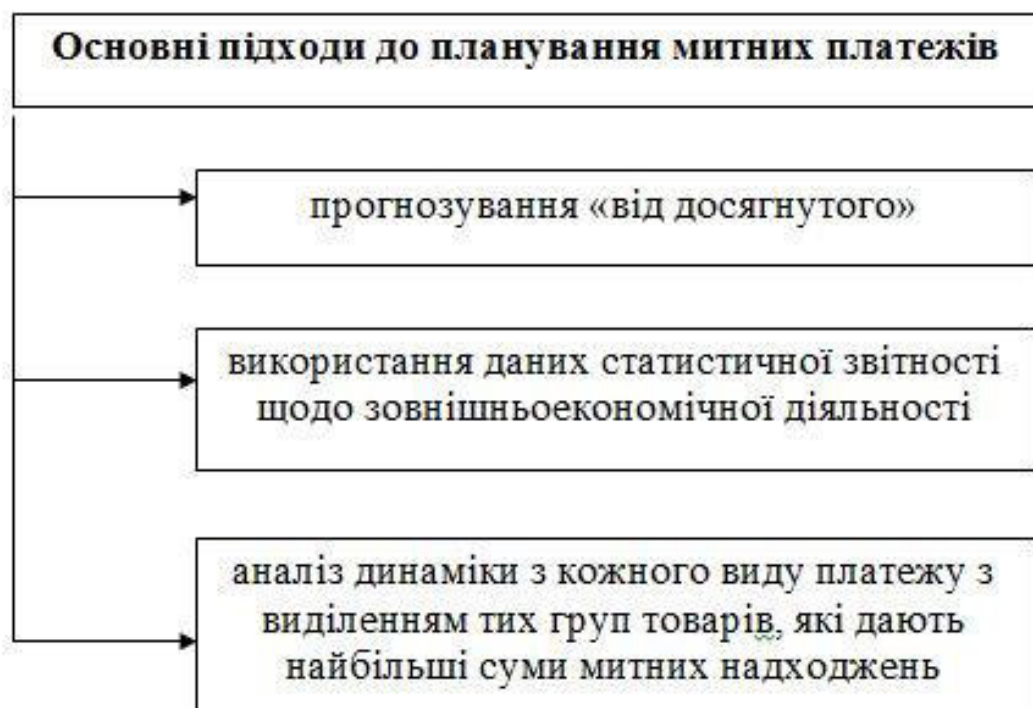 Основні підходи до планування митних платежів
прогнозування «від досягнутого»
використання даних статистичної звітності
щодо зовнішньоекономічної діяльності
аналіз динаміки з кожного виду платежу з
виділенням тих груп товарів, які дають
найбільші суми митних надходжень